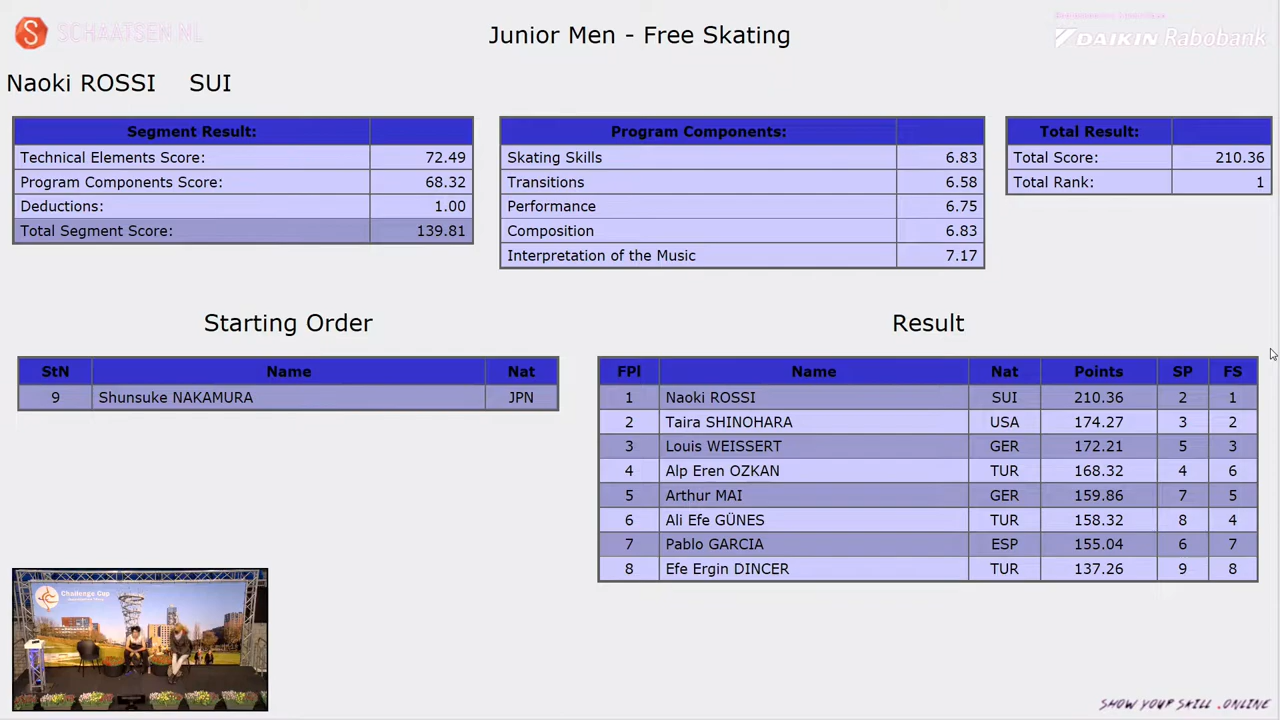 SCHAATSEN.NL
Junior Men - Free Skating
DAIKIN Rabobank
Naoki ROSSI SUI
Segment Result:
Technical Elements Score: 72.49
Program Components Score: 68.32
Deductions: 1.00
Total Segment Score: 139.81
Program Components:
Skating Skills 6.83
Transitions 6.58
Performance 6.75
Composition 6.83
Interpretation of the Music 7.17
Total Result:
Total Score: 210.36
Total Rank: 1
Starting Order
StN Name Nat
9 Shunsuke NAKAMURA JPN
Result
FPl Name Nat Points SP FS
1 Naoki ROSSI SUI 210.36 2 1
2 Taira SHINOHARA USA 174.27 3 2
3 Louis WEISSERT GER 172.21 5 3
4 Alp Eren OZKAN TUR 168.32 4 6
5 Arthur MAI GER 159.86 7 5
6 Ali Efe GÜNES TUR 158.32 8 4
7 Pablo GARCIA ESP 155.04 6 7
8 Efe Ergin DINCER TUR 137.26 9 8
Challenge Cup
SHOW YOUR SKILL .ONLINE